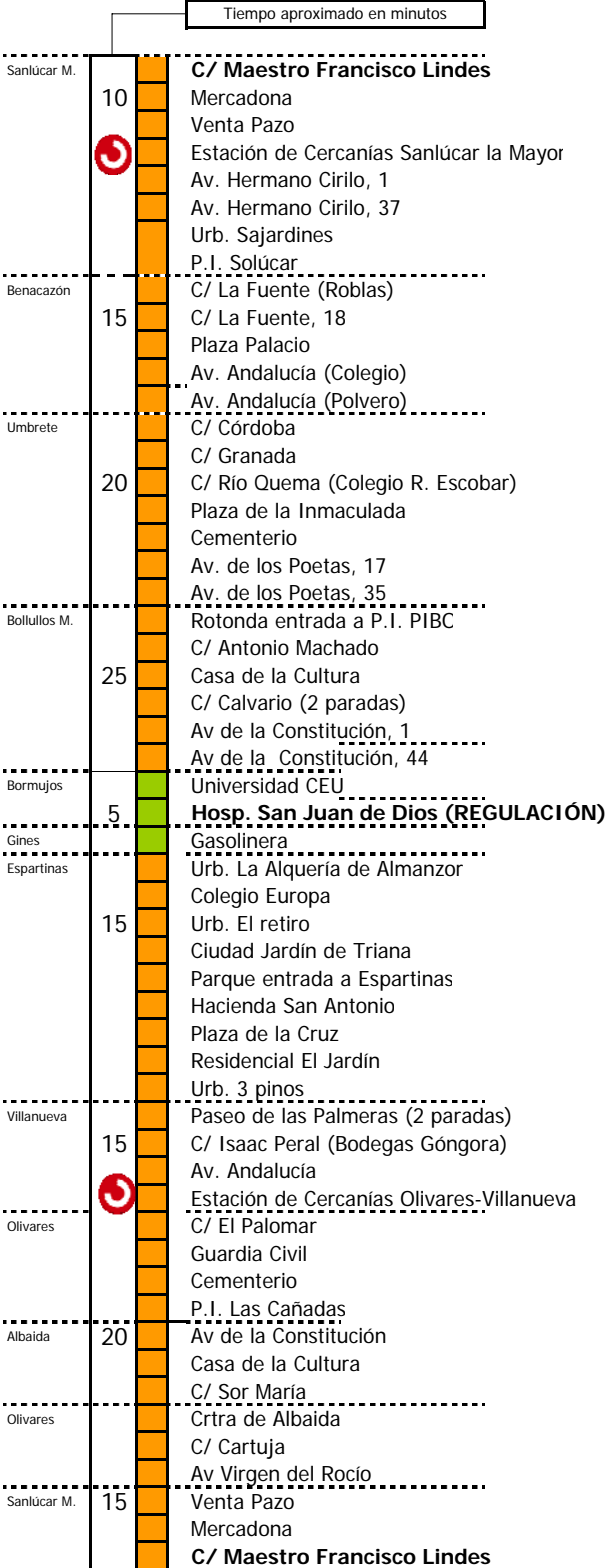 Tiempo aproximado en minutos
Sanlúcar M. C/ Maestro Francisco Lindes
10 Mercadona
Venta Pazo
Estación de Cercanías Sanlúcar la Mayor
Av. Hermano Cirilo, 1
Av. Hermano Cirilo, 37
Urb. Sajardines
P.I. Solúcar
Benacazón C/ La Fuente (Roblas)
15 C/ La Fuente, 18
Plaza Palacio
Av. Andalucía (Colegio)
Av. Andalucía (Polvero)
Umbrete C/ Córdoba
C/ Granada
20 C/ Río Quema (Colegio R. Escobar)
Plaza de la Inmaculada
Cementerio
Av. de los Poetas, 17
Av. de los Poetas, 35
Bollullos M. Rotonda entrada a P.I. PIBO
C/ Antonio Machado
25 Casa de la Cultura
C/ Calvario (2 paradas)
Av de la Constitución, 1
Av de la Constitución, 44
Bormujos Universidad CEU
5 Hosp. San Juan de Dios (REGULACIÓN)
Gines Gasolinera
Espartinas Urb. La Alquería de Almanzor
Colegio Europa
15 Urb. El retiro
Ciudad Jardín de Triana
Parque entrada a Espartinas
Hacienda San Antonio
Plaza de la Cruz
Residencial El Jardín
Urb. 3 pinos
Villanueva Paseo de las Palmeras (2 paradas)
15 C/ Isaac Peral (Bodegas Góngora)
Av. Andalucía
Estación de Cercanías Olivares-Villanueva
Olivares C/ El Palomar
Guardia Civil
Cementerio
P.I. Las Cañadas
Albaida 20 Av de la Constitución
Casa de la Cultura
C/ Sor María
Olivares Crtra de Albaida
C/ Cartuja
Av Virgen del Rocío
Sanlúcar M. 15 Venta Pazo
Mercadona
C/ Maestro Francisco Lindes